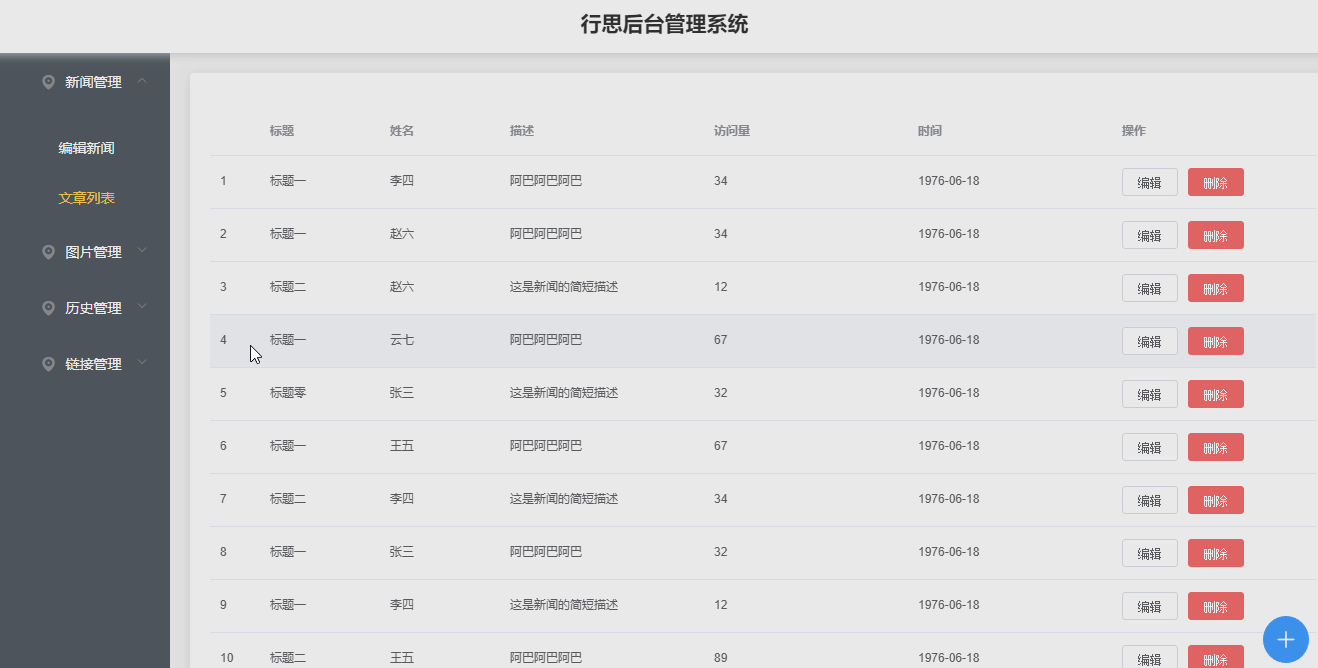 行思后台管理系统
新闻管理
编辑新闻
文章列表
图片管理
历史管理
链接管理
标题 姓名 描述 访问量 时间 操作
1 标题一 李四 阿巴阿巴阿巴 34 1976-06-18 编辑 删除
2 标题一 赵六 阿巴阿巴阿巴 34 1976-06-18 编辑 删除
3 标题二 赵六 这是新闻的简短描述 12 1976-06-18 编辑 删除
4 标题一 云七 阿巴阿巴阿巴 67 1976-06-18 编辑 删除
5 标题零 张三 这是新闻的简短描述 32 1976-06-18 编辑 删除
6 标题一 王五 阿巴阿巴阿巴 67 1976-06-18 编辑 删除
7 标题二 李四 这是新闻的简短描述 34 1976-06-18 编辑 删除
8 标题一 张三 阿巴阿巴阿巴 32 1976-06-18 编辑 删除
9 标题一 李四 这是新闻的简短描述 12 1976-06-18 编辑 删除
10 标题二 王五 阿巴阿巴阿巴 89 1976-06-18 编辑 删除